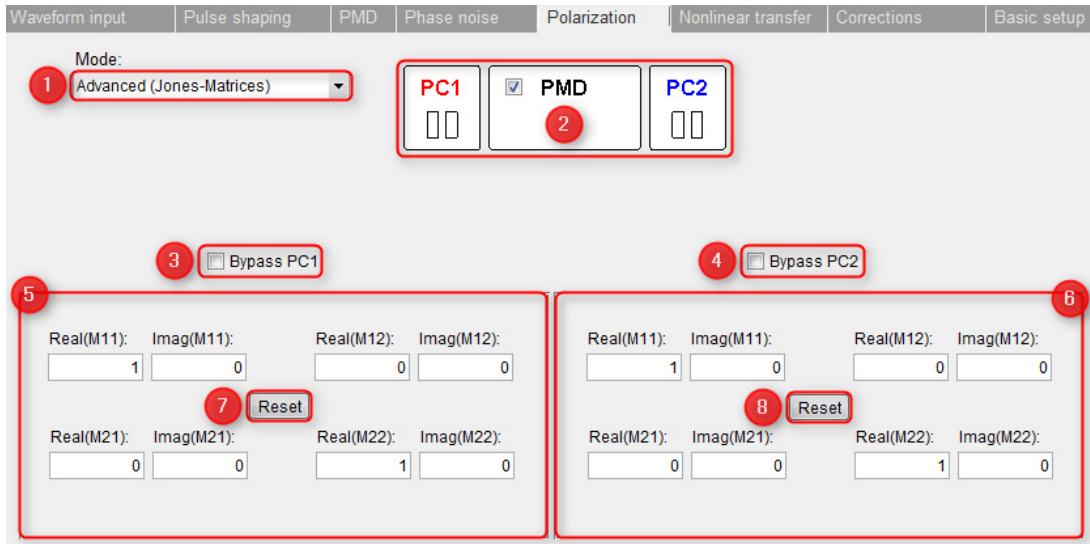 Waveform input Pulse shaping PMD Phase noise Polarization Nonlinear transfer Corrections Basic setup
Mode:
1 Advanced (Jones-Matrices)
PC1 PMD PC2
2
3 Bypass PC1 4 Bypass PC2
5 6
Real(M11): Imag(M11): Real(M12): Imag(M12): Real(M11): Imag(M11): Real(M12): Imag(M12):
1 0 0 0 1 0 0 0
7 Reset 8 Reset
Real(M21): Imag(M21): Real(M22): Imag(M22): Real(M21): Imag(M21): Real(M22): Imag(M22):
0 0 1 0 0 0 1 0